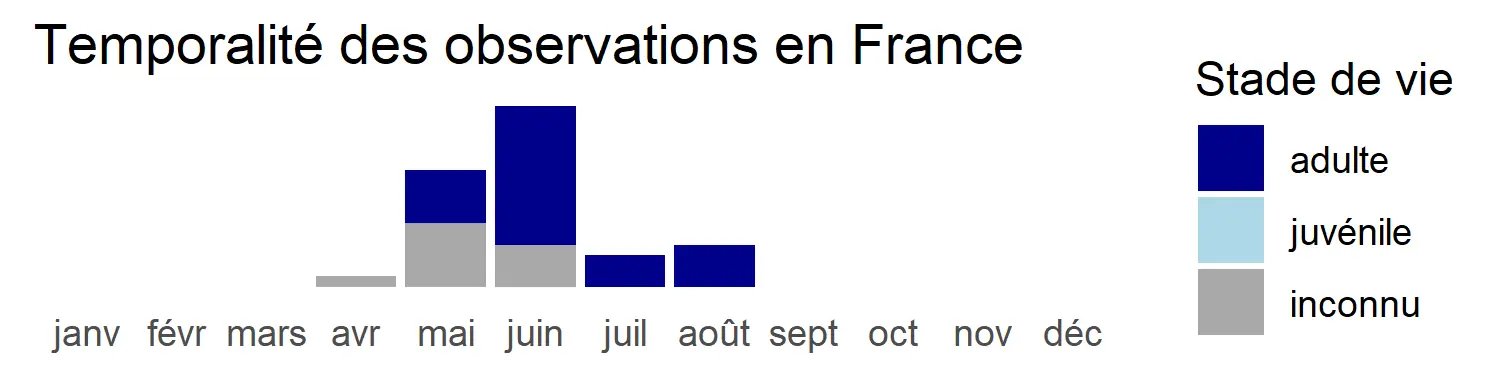 Temporalité des observations en France
janv févr mars avr mai juin juil août sept oct nov déc
Stade de vie
adulte
juvénile
inconnu